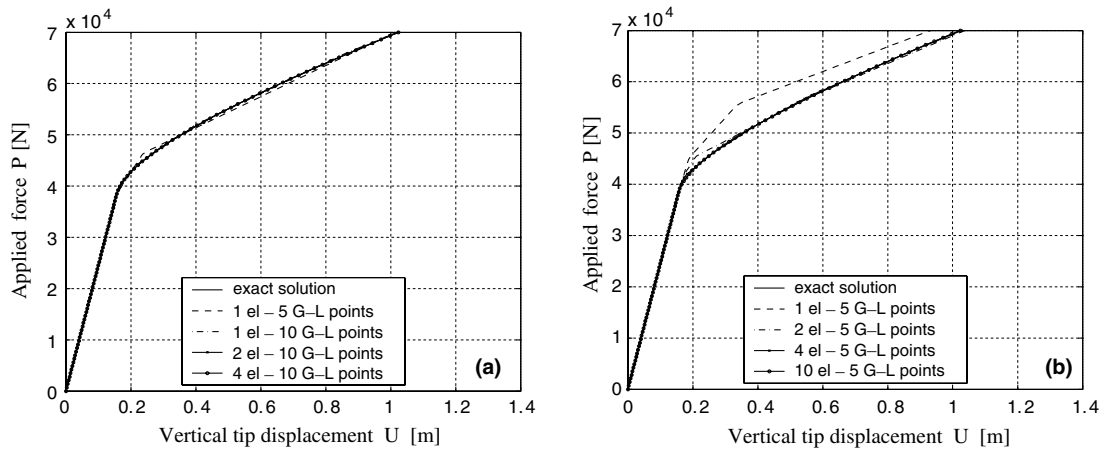 x 10⁴
7
6
5
4
3
2
1
0
Applied force P [N]
exact solution
1 el – 5 G–L points
1 el – 10 G–L points
2 el – 10 G–L points
4 el – 10 G–L points
(a)
0 0.2 0.4 0.6 0.8 1 1.2 1.4
Vertical tip displacement U [m]
x 10⁴
7
6
5
4
3
2
1
0
Applied force P [N]
exact solution
1 el – 5 G–L points
2 el – 5 G–L points
4 el – 5 G–L points
10 el – 5 G–L points
(b)
0 0.2 0.4 0.6 0.8 1 1.2 1.4
Vertical tip displacement U [m]